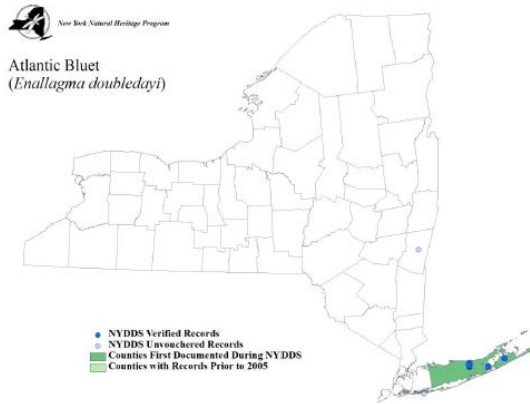 New York Natural Heritage Program
Atlantic Bluet
(Enallagma doubledayi)
NYDDS Verified Records
NYDDS Unvouchered Records
Counties First Documented During NYDDS
Counties with Records Prior to 2005